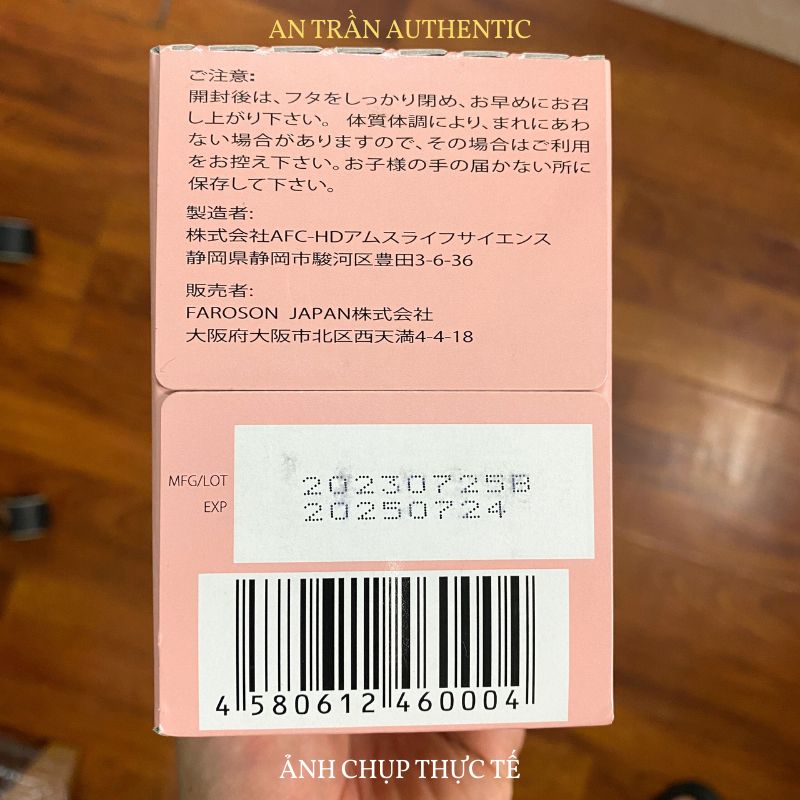 AN TRẦN AUTHENTIC
ご注意:
開封後は、フタをしっかり閉め、お早めにお召
し上がり下さい。 体質体調により、まれにあわ
ない場合がありますので、その場合はご利用
をお控え下さい。お子様の手の届かない所に
保存して下さい。
製造者:
株式会社AFC-HDアムスライフサイエンス
静岡県静岡市駿河区豊田3-6-36
販売者:
FAROSON JAPAN株式会社
大阪府大阪市北区西天満4-4-18
MFG/LOT 20230725B
EXP 20250724
4 580612 460004
ẢNH CHỤP THỰC TẾ